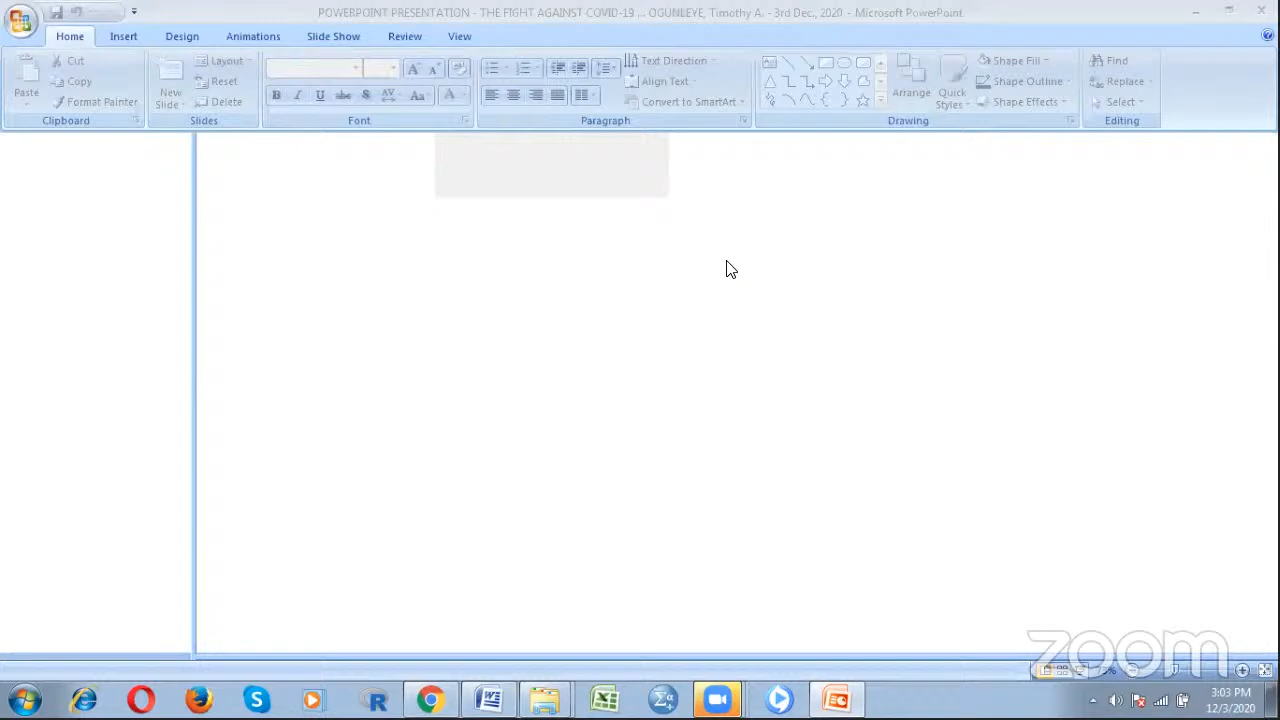 POWERPOINT PRESENTATION - THE FIGHT AGAINST COVID-19 ... OGUNLEYE, Timothy A. - 3rd Dec., 2020 - Microsoft PowerPoint
Home Insert Design Animations Slide Show Review View
Paste Cut Copy Format Painter
Clipboard
New Slide Layout Reset Delete
Slides
B I U abc S AV Aa A
Font
Text Direction
Align Text
Convert to SmartArt
Paragraph
Arrange
Quick Styles
Shape Fill
Shape Outline
Shape Effects
Drawing
Find
Replace
Select
Editing
zoom
3:03 PM
12/3/2020